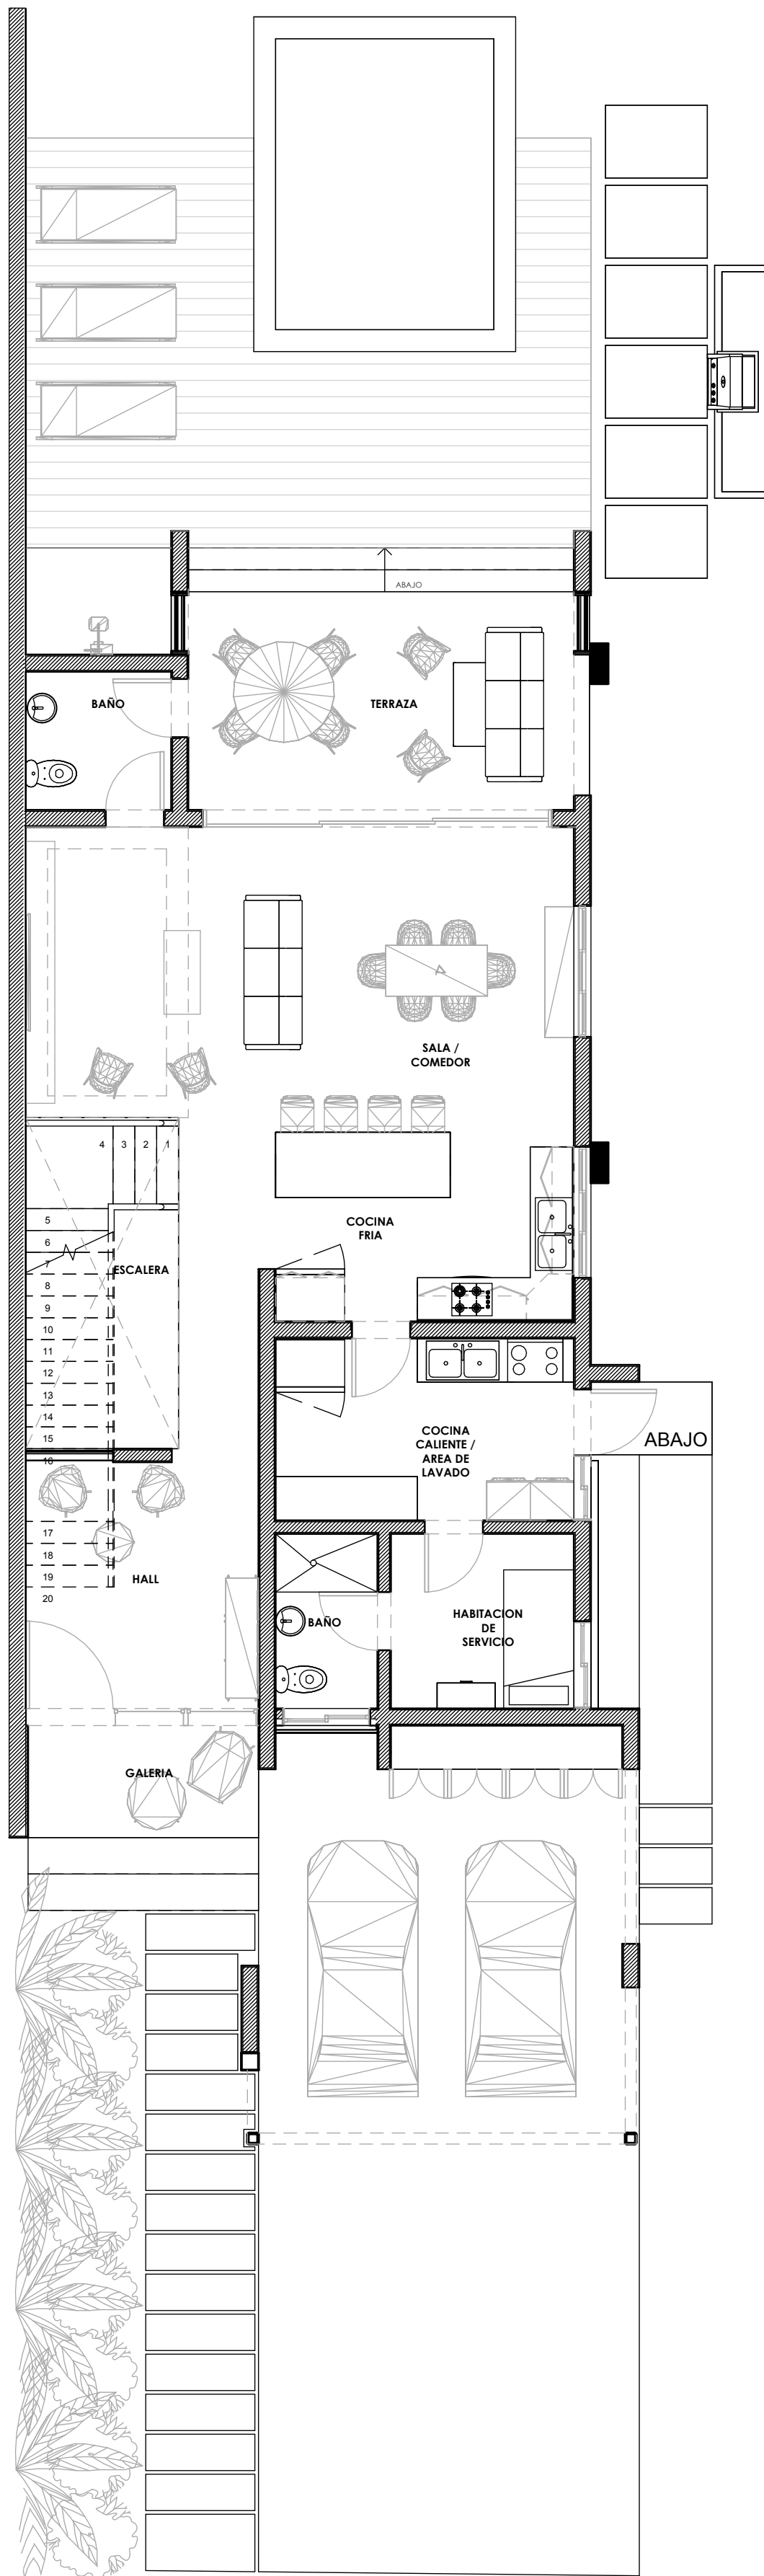 ABAJO
BAÑO
TERRAZA
SALA /
COMEDOR
4 3 2 1
COCINA
FRIA
5
6
7
ESCALERA
8
9
10
11
12
13
14
15
16
COCINA
CALIENTE /
AREA DE
LAVADO
ABAJO
17
18
19
20
HALL
BAÑO
HABITACION
DE
SERVICIO
GALERIA